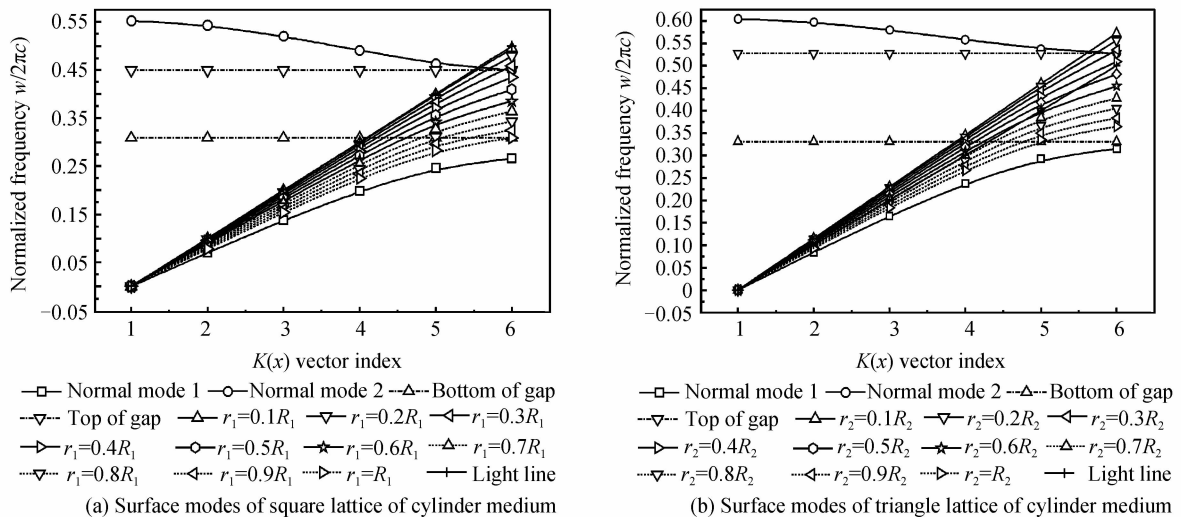 Normalized frequency w/2πc
0.55
0.45
0.35
0.25
0.15
0.05
−0.05
1 2 3 4 5 6
K(x) vector index
Normal mode 1 Normal mode 2 Bottom of gap
Top of gap r₁=0.1R₁ r₁=0.2R₁ r₁=0.3R₁
r₁=0.4R₁ r₁=0.5R₁ r₁=0.6R₁ r₁=0.7R₁
r₁=0.8R₁ r₁=0.9R₁ r₁=R₁ Light line
(a) Surface modes of square lattice of cylinder medium
Normalized frequency w/2πc
0.60
0.55
0.50
0.45
0.40
0.35
0.30
0.25
0.20
0.15
0.10
0.05
0
−0.05
1 2 3 4 5 6
K(x) vector index
Normal mode 1 Normal mode 2 Bottom of gap
Top of gap r₂=0.1R₂ r₂=0.2R₂ r₂=0.3R₂
r₂=0.4R₂ r₂=0.5R₂ r₂=0.6R₂ r₂=0.7R₂
r₂=0.8R₂ r₂=0.9R₂ r₂=R₂ Light line
(b) Surface modes of triangle lattice of cylinder medium